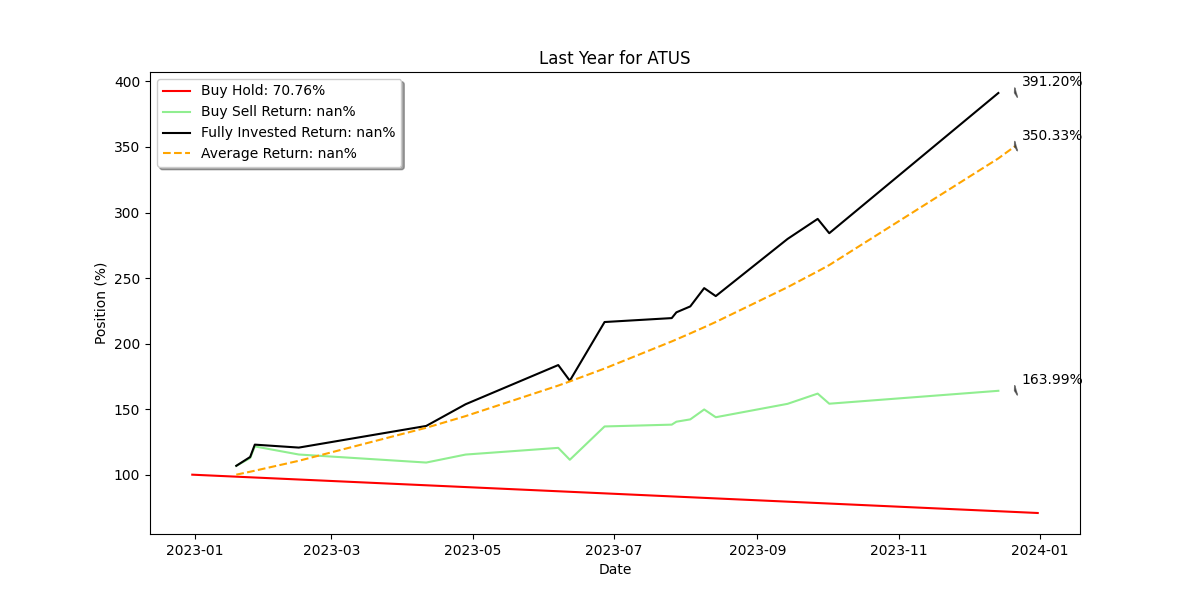 Last Year for ATUS
Buy Hold: 70.76%
Buy Sell Return: nan%
Fully Invested Return: nan%
Average Return: nan%
391.20%
350.33%
163.99%
Position (%)
400
350
300
250
200
150
100
2023-01
2023-03
2023-05
2023-07
2023-09
2023-11
2024-01
Date